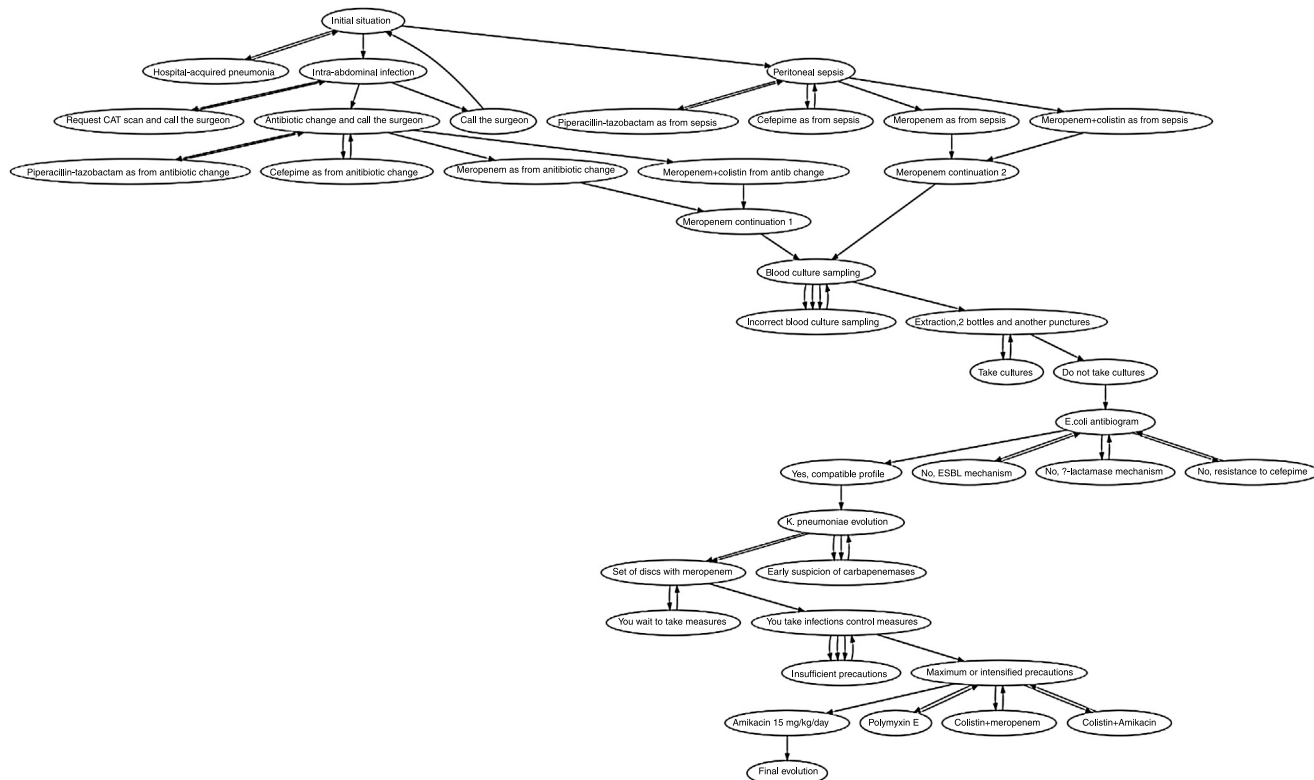 Initial situation
Hospital-acquired pneumonia
Intra-abdominal infection
Peritoneal sepsis
Request CAT scan and call the surgeon
Antibiotic change and call the surgeon
Call the surgeon
Piperacillin-tazobactam as from sepsis
Cefepime as from sepsis
Meropenem as from sepsis
Meropenem+colistin as from sepsis
Piperacillin-tazobactam as from antibiotic change
Cefepime as from anitibiotic change
Meropenem as from anitibiotic change
Meropenem+colistin from antib change
Meropenem continuation 2
Meropenem continuation 1
Blood culture sampling
Incorrect blood culture sampling
Extraction,2 bottles and another punctures
Take cultures
Do not take cultures
E.coli antibiogram
Yes, compatible profile
No, ESBL mechanism
No, ?-lactamase mechanism
No, resistance to cefepime
K. pneumoniae evolution
Set of discs with meropenem
Early suspicion of carbapenemases
You wait to take measures
You take infections control measures
Insufficient precautions
Maximum or intensified precautions
Amikacin 15 mg/kg/day
Polymyxin E
Colistin+meropenem
Colistin+Amikacin
Final evolution